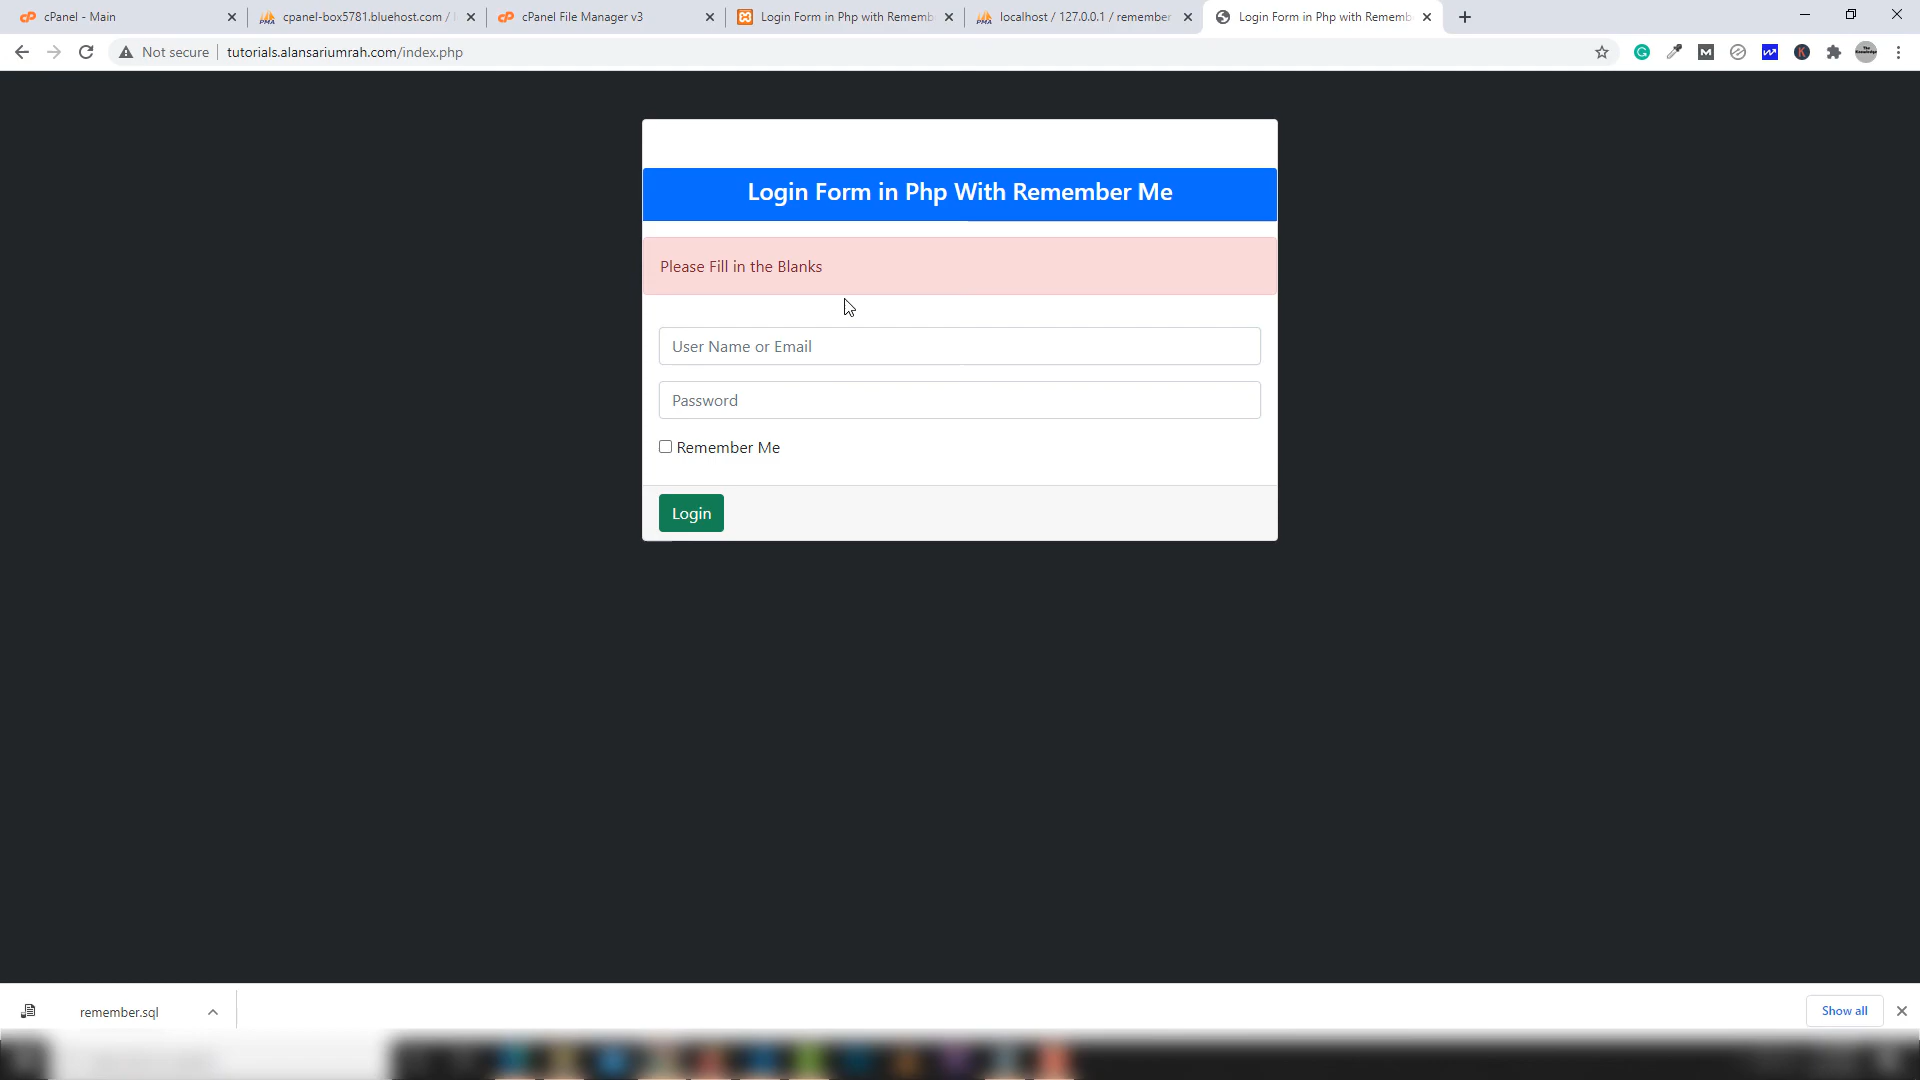 cPanel - Main
cpanel-box5781.bluehost.com /
cPanel File Manager v3
Login Form in Php with Rememb
localhost / 127.0.0.1 / remember
Login Form in Php with Rememb
Not secure
tutorials.alansariumrah.com/index.php
Login Form in Php With Remember Me
Please Fill in the Blanks
User Name or Email
Password
Remember Me
Login
remember.sql
Show all